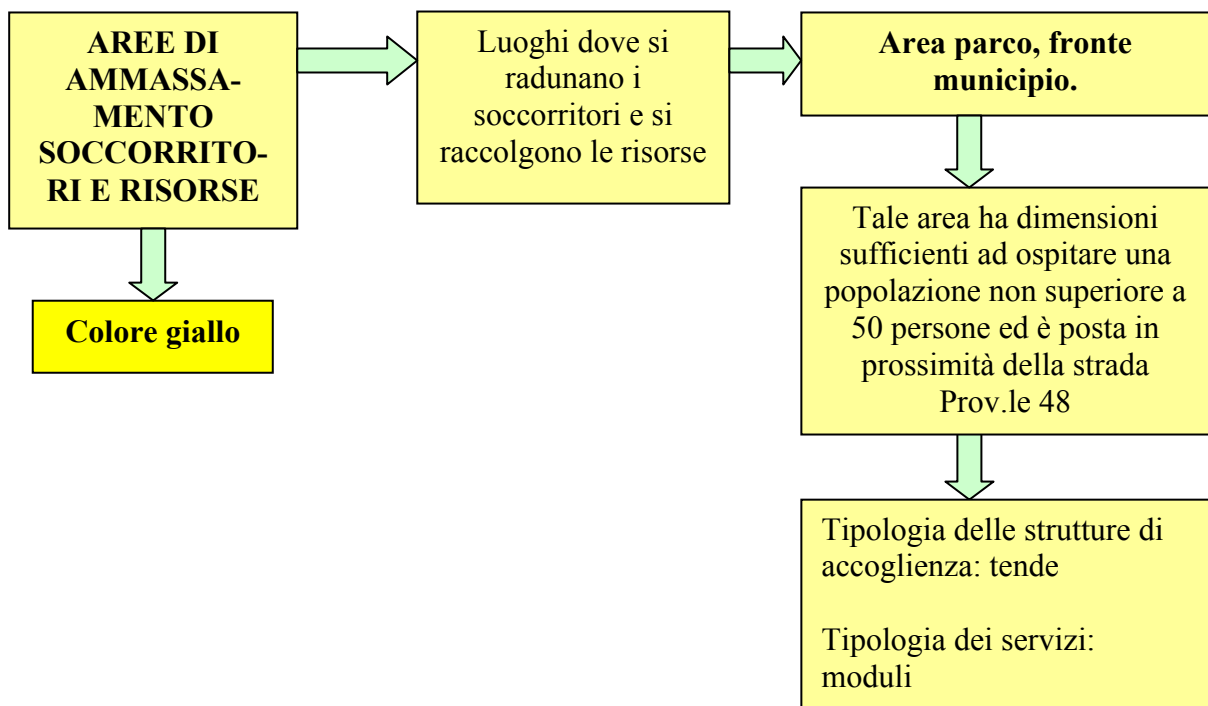 AREE DI
AMMASSA-
MENTO
SOCCORRITO-
RI E RISORSE
Colore giallo
Luoghi dove si
radunano i
soccorritori e si
raccolgono le risorse
Area parco, fronte
municipio.
Tale area ha dimensioni
sufficienti ad ospitare una
popolazione non superiore a
50 persone ed è posta in
prossimità della strada
Prov.le 48
Tipologia delle strutture di
accoglienza: tende
Tipologia dei servizi:
moduli